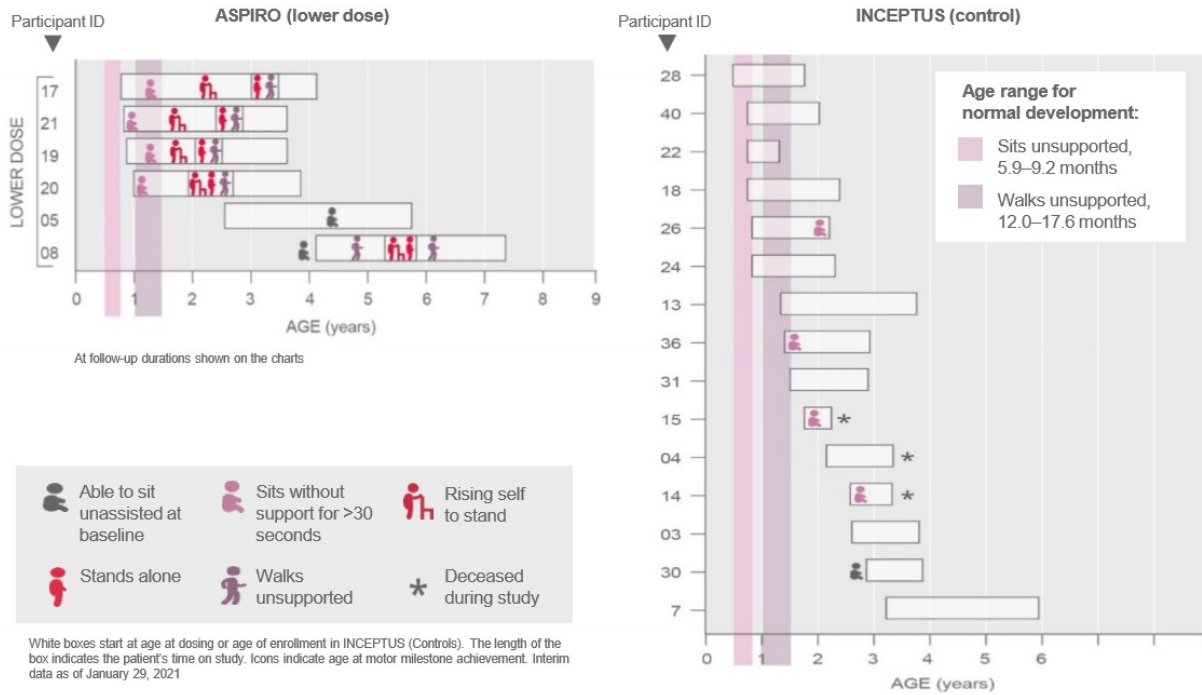 ASPIRO (lower dose)
Participant ID
LOWER DOSE
17
21
19
20
05
08
0 1 2 3 4 5 6 7 8 9
AGE (years)
At follow-up durations shown on the charts
Able to sit
unassisted at
baseline
Sits without
support for >30
seconds
Rising self
to stand
Stands alone
Walks
unsupported
* Deceased
during study
White boxes start at age at dosing or age of enrollment in INCEPTUS (Controls). The length of the
box indicates the patient's time on study. Icons indicate age at motor milestone achievement. Interim
data as of January 29, 2021
INCEPTUS (control)
Participant ID
28
40
22
18
26
24
13
36
31
15 *
04 *
14 *
03
30
7
0 1 2 3 4 5 6
AGE (years)
Age range for
normal development:
Sits unsupported,
5.9–9.2 months
Walks unsupported,
12.0–17.6 months